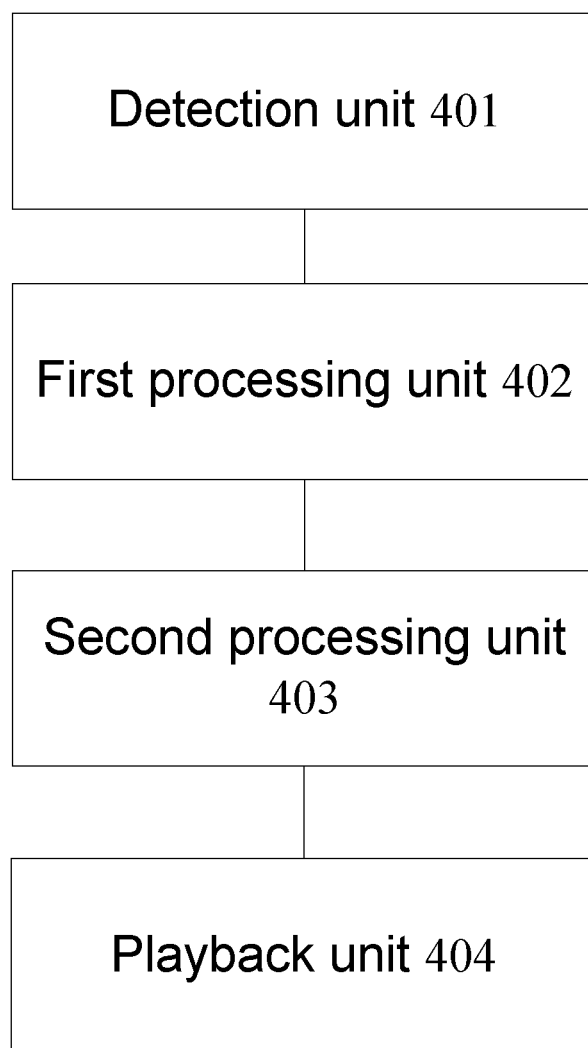 Detection unit 401
First processing unit 402
Second processing unit
403
Playback unit 404